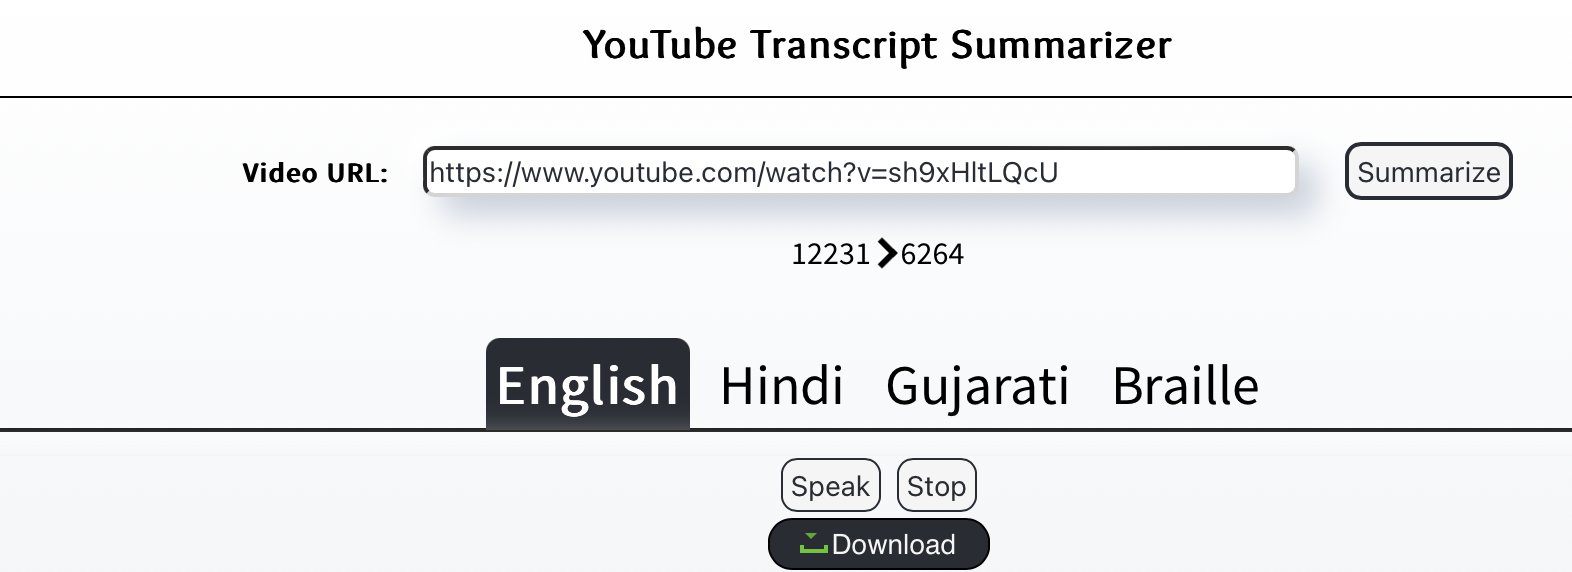 YouTube Transcript Summarizer
Video URL: https://www.youtube.com/watch?v=sh9xHltLQcU Summarize
12231 > 6264
English Hindi Gujarati Braille
Speak Stop
Download